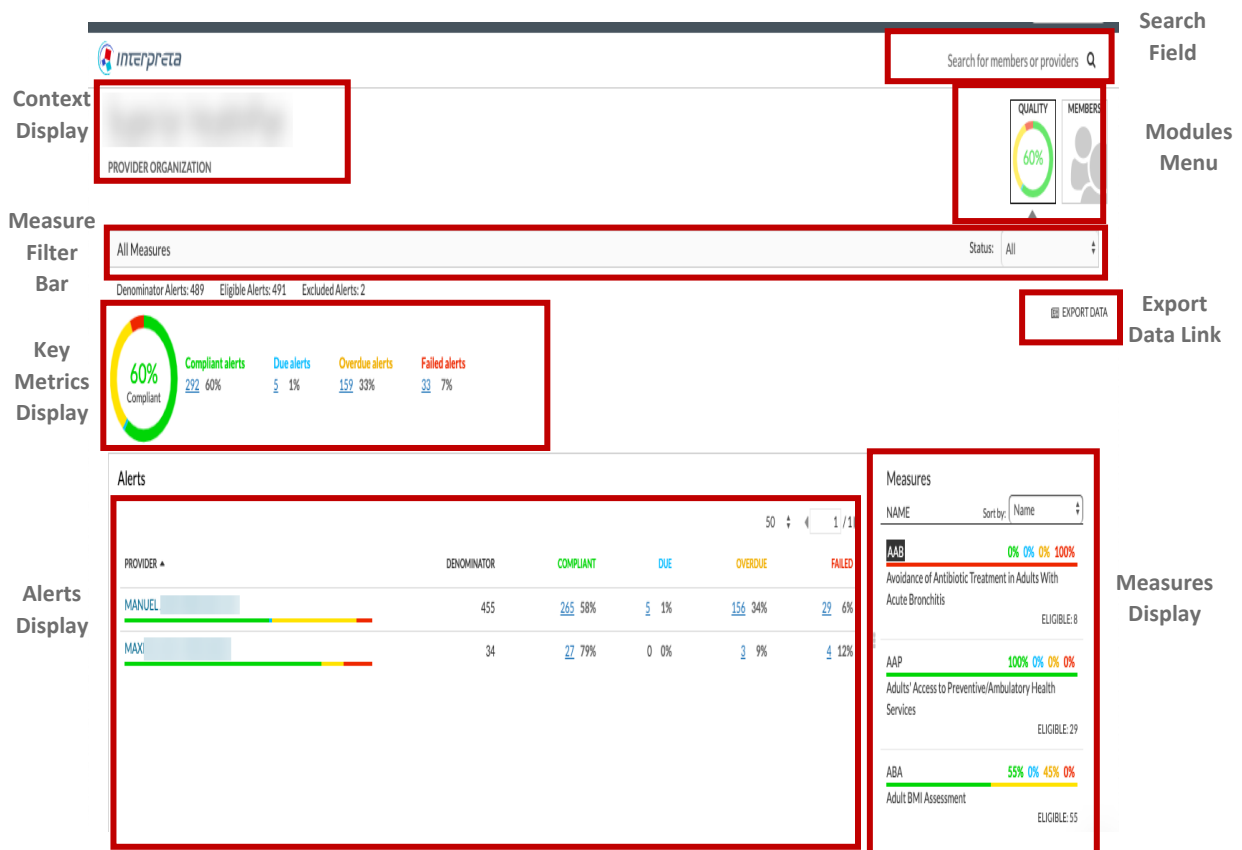 Search
Field
Interpreta
Search for members or providers
Context
Display
PROVIDER ORGANIZATION
QUALITY
MEMBERS
60%
Modules
Menu
Measure
Filter
Bar
All Measures
Status: All
Denominator Alerts: 489 Eligible Alerts: 491 Excluded Alerts: 2
EXPORT DATA
Export
Data Link
Key
Metrics
Display
60%
Compliant
Compliant alerts Due alerts Overdue alerts Failed alerts
292 60% 5 1% 159 33% 33 7%
Alerts
50 1 /1
PROVIDER DENOMINATOR COMPLIANT DUE OVERDUE FAILED
MANUEL 455 265 58% 5 1% 156 34% 29 6%
34 27 79% 0 0% 3 9% 4 12%
Alerts
Display
Measures
NAME Sort by: Name
AAB 0% 0% 0% 100%
Avoidance of Antibiotic Treatment in Adults With
Acute Bronchitis
ELIGIBLE: 8
AAP 100% 0% 0% 0%
Adults' Access to Preventive/Ambulatory Health
Services
ELIGIBLE: 29
ABA 55% 0% 45% 0%
Adult BMI Assessment
ELIGIBLE: 55
Measures
Display